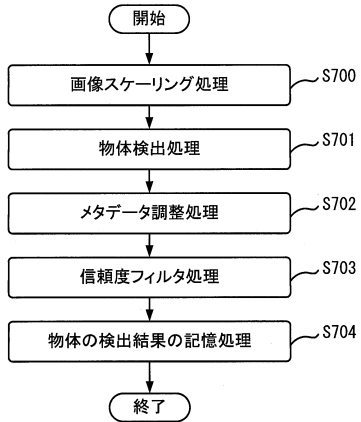 開始
画像スケーリング処理
S700
物体検出処理
S701
メタデータ調整処理
S702
信頼度フィルタ処理
S703
物体の検出結果の記憶処理
S704
終了